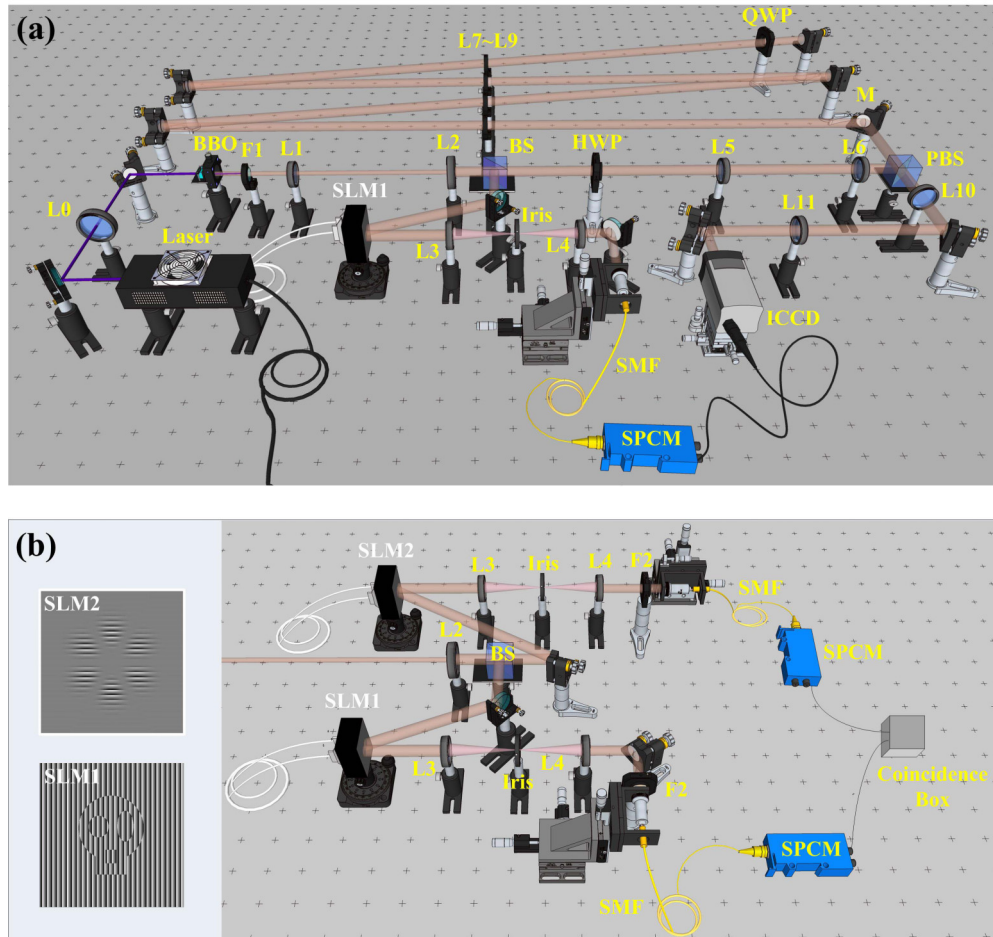 (a)
QWP
L7~L9
M
BBO
F1
L1
L2
BS
HWP
L5
L6
PBS
SLM1
L0
Iris
L10
L3
L4
L11
Laser
ICCD
SMF
SPCM
(b)
SLM2
L3
Iris
L4
F2
SMF
SLM2
L2
BS
SPCM
SLM1
SLM1
L3
Iris
L4
F2
Coincidence
Box
SPCM
SMF